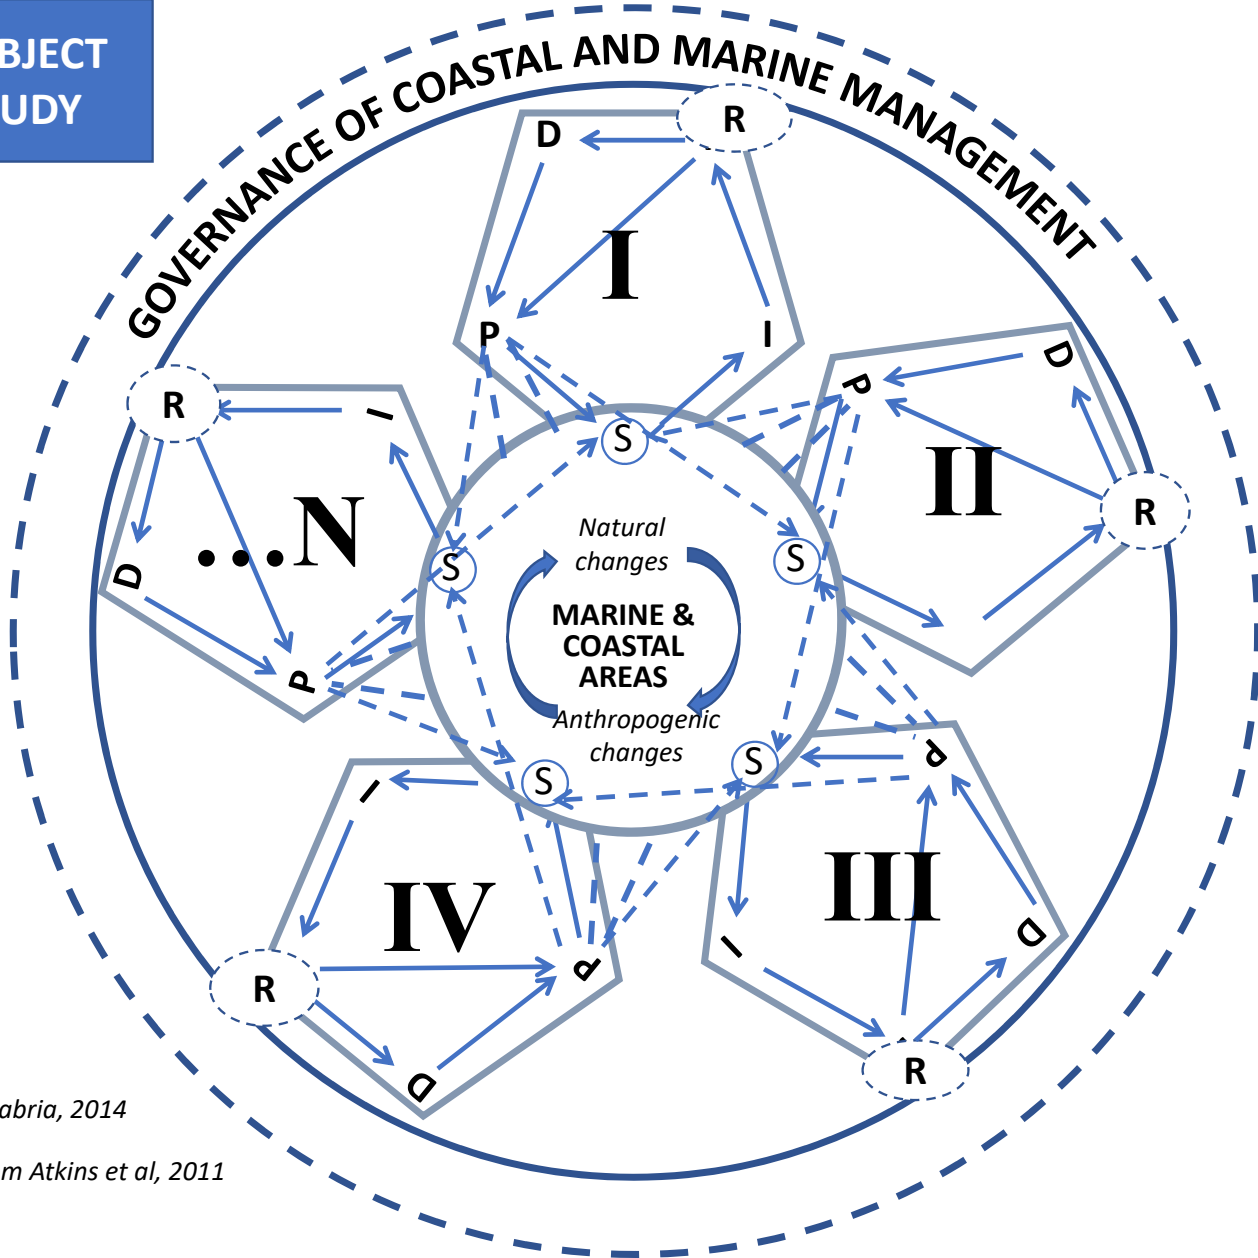 BJECT
UDY
GOVERNANCE OF COASTAL AND MARINE MANAGEMENT
D
R
I
P
I
S
P
D
II
R
S
R
I
...N
D
P
S
Natural
changes
MARINE &
COASTAL
AREAS
Anthropogenic
changes
S
P
III
D
I
R
S
I
IV
R
P
D
abria, 2014
m Atkins et al, 2011